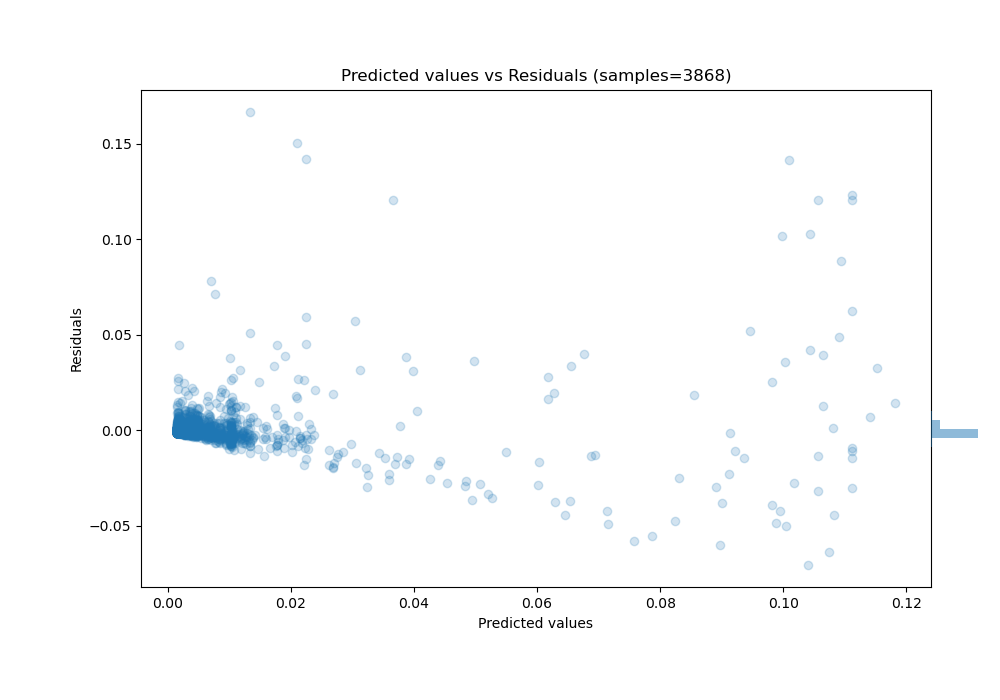 Predicted values vs Residuals (samples=3868)
0.15
0.10
0.05
0.00
−0.05
Residuals
0.00 0.02 0.04 0.06 0.08 0.10 0.12
Predicted values